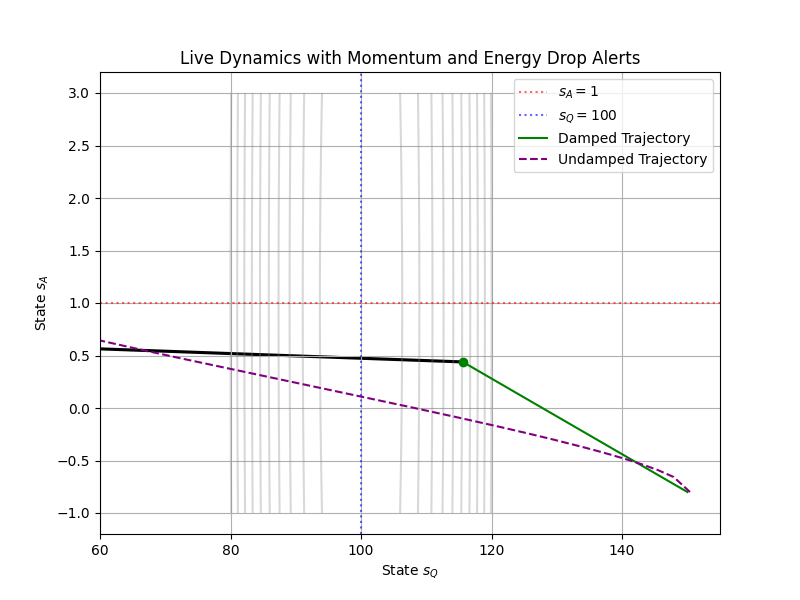 Live Dynamics with Momentum and Energy Drop Alerts
3.0
2.5
2.0
1.5
1.0
0.5
0.0
−0.5
−1.0
State s_A
s_A = 1
s_Q = 100
Damped Trajectory
Undamped Trajectory
60 80 100 120 140
State s_Q